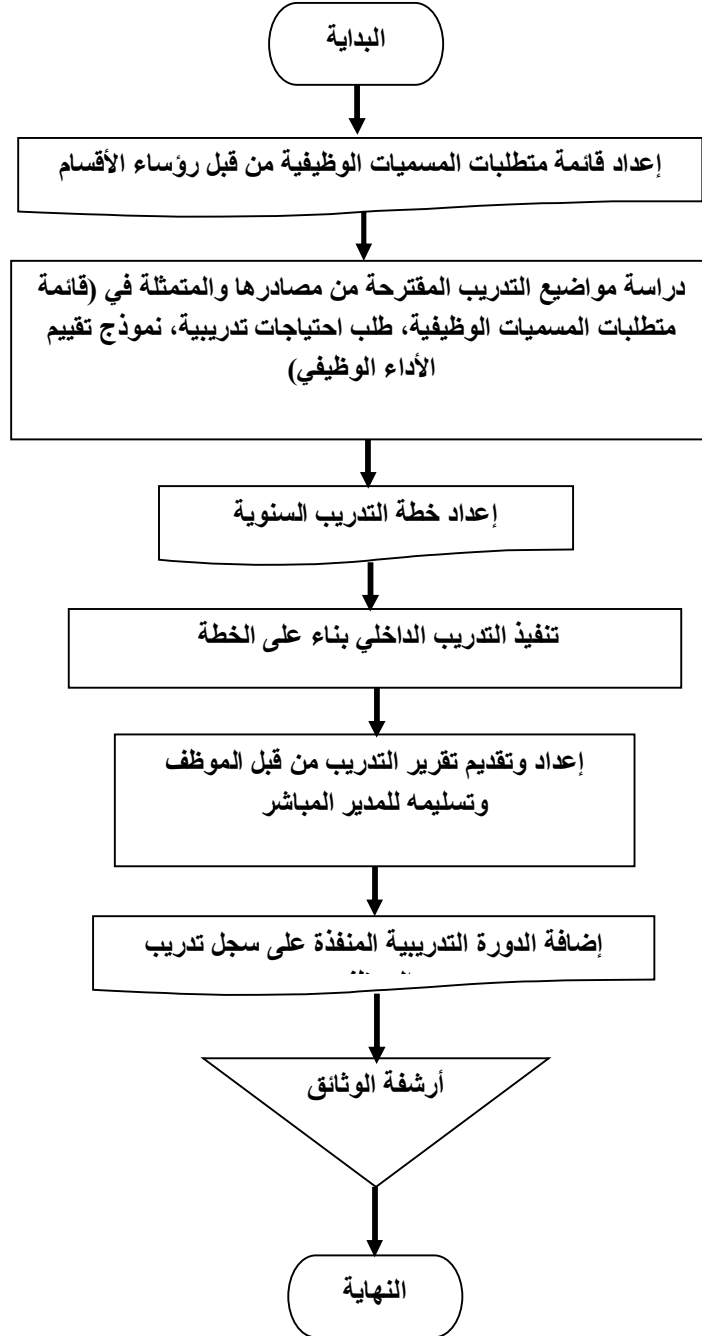 البداية
إعداد قائمة متطلبات المسميات الوظيفية من قبل رؤساء الأقسام
دراسة مواضيع التدريب المقترحة من مصادرها والمتمثلة في (قائمة
متطلبات المسميات الوظيفية، طلب احتياجات تدريبية، نموذج تقييم
الأداء الوظيفي)
إعداد خطة التدريب السنوية
تنفيذ التدريب الداخلي بناء على الخطة
إعداد وتقديم تقرير التدريب من قبل الموظف
وتسليمه للمدير المباشر
إضافة الدورة التدريبية المنفذة على سجل تدريب
أرشفة الوثائق
النهاية